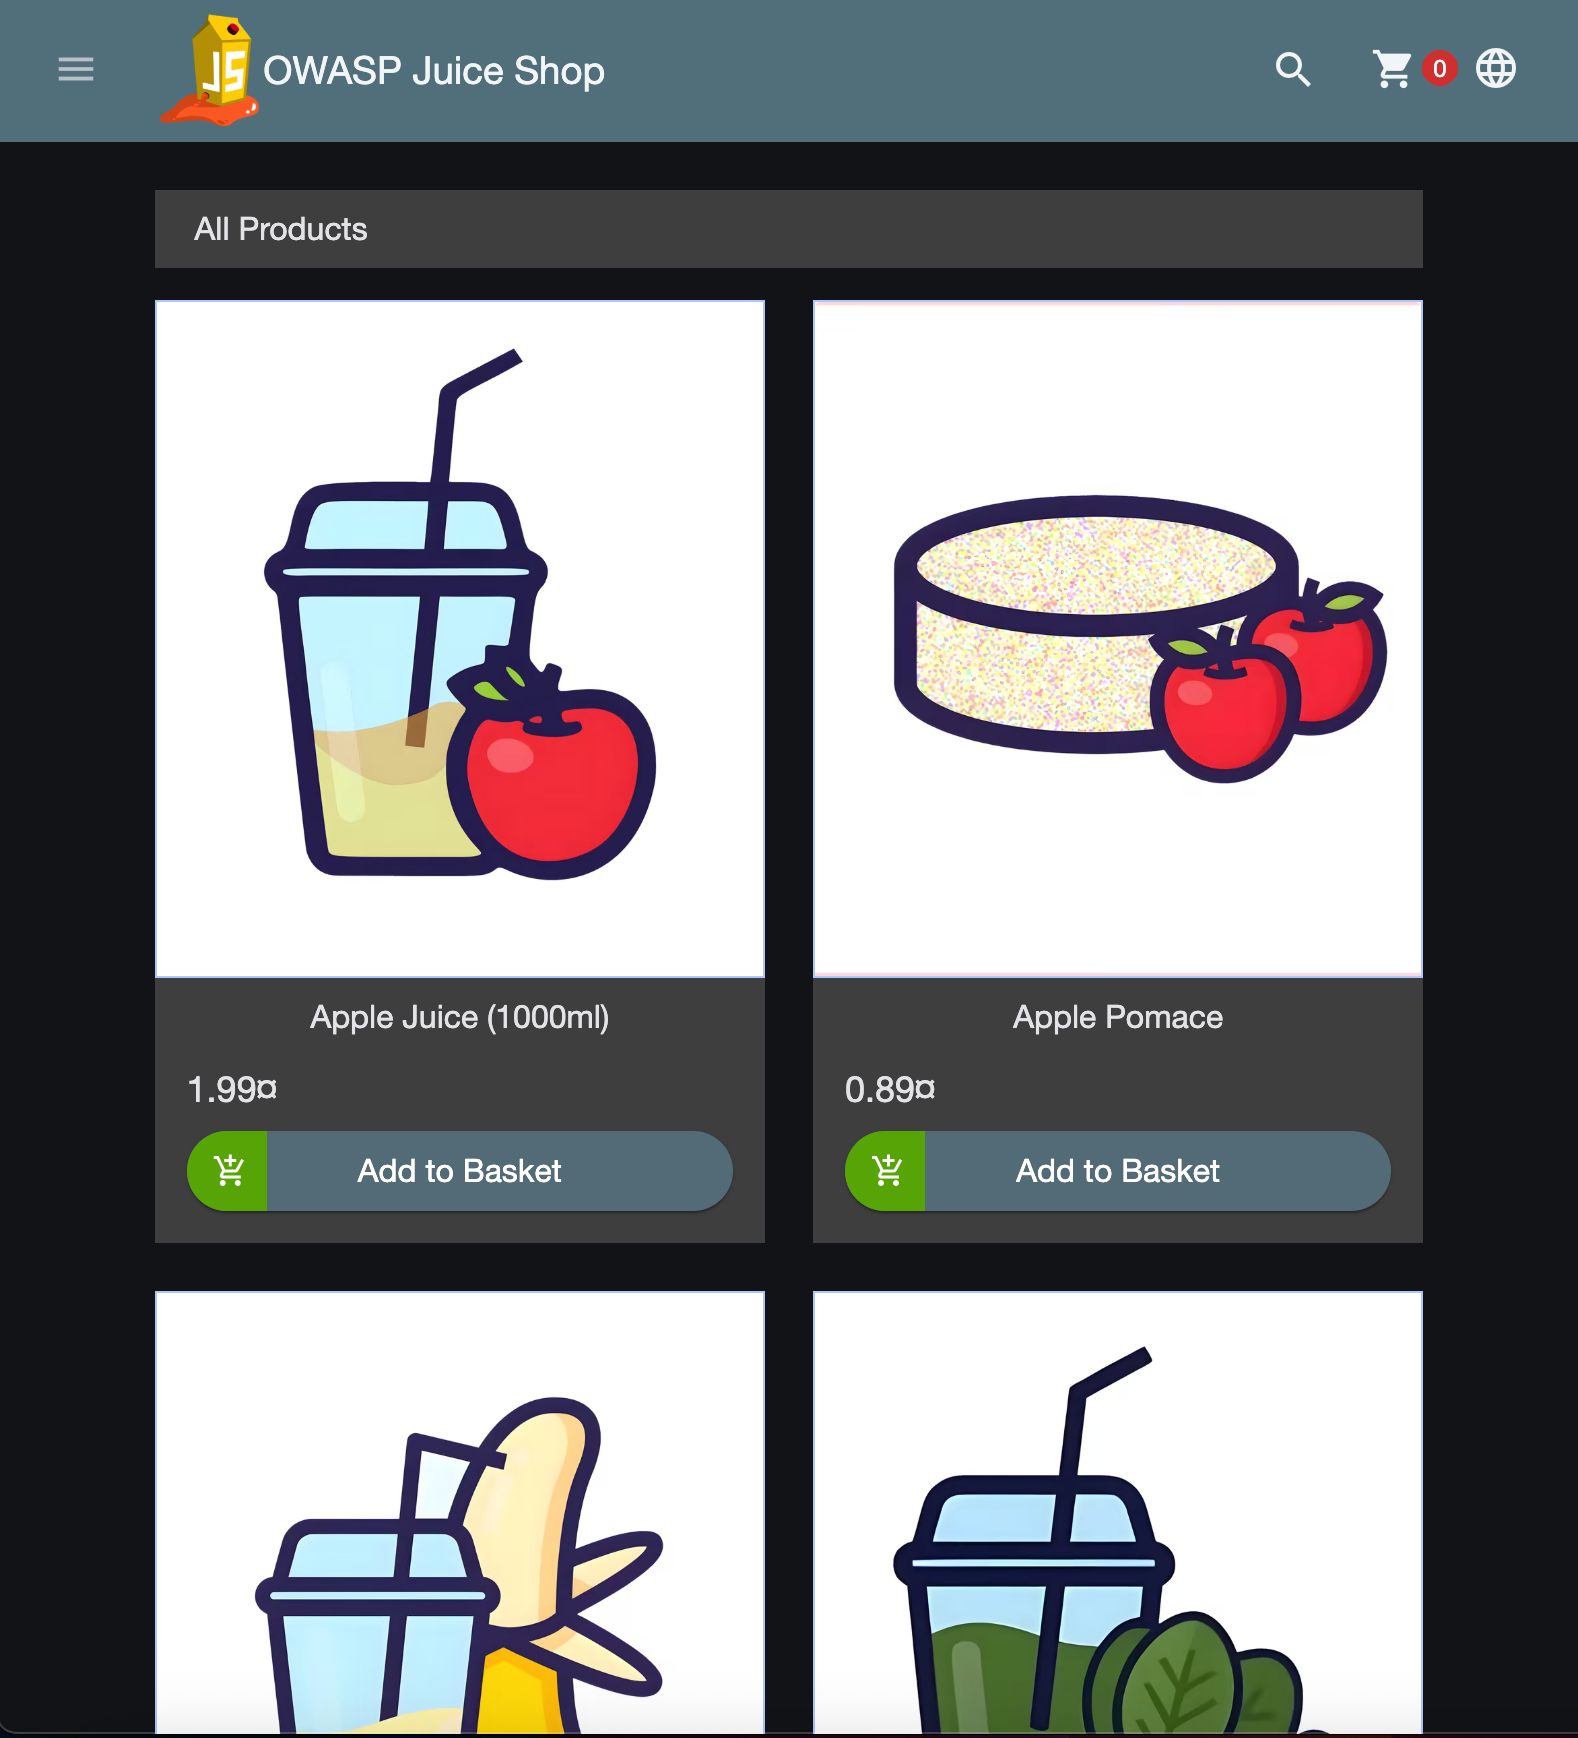 JS
OWASP Juice Shop
0
All Products
Apple Juice (1000ml)
1.99¤
Add to Basket
Apple Pomace
0.89¤
Add to Basket